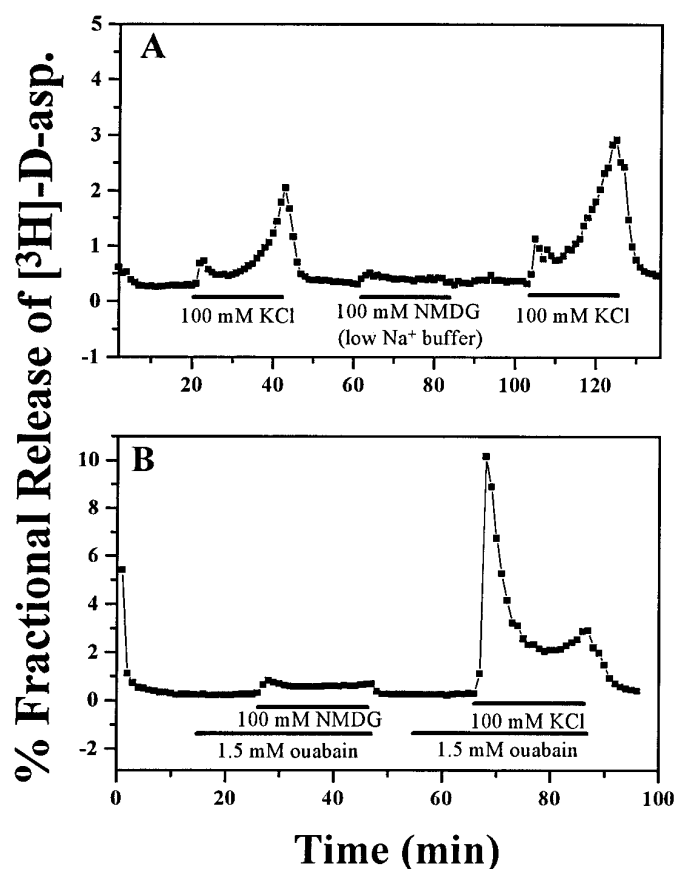 % Fractional Release of [³H]-D-asp.
A
5
4
3
2
1
0
-1
100 mM KCl
100 mM NMDG
(low Na⁺ buffer)
100 mM KCl
20
40
60
80
100
120
B
10
8
6
4
2
0
-2
100 mM NMDG
100 mM KCl
1.5 mM ouabain
1.5 mM ouabain
0
20
40
60
80
100
Time (min)